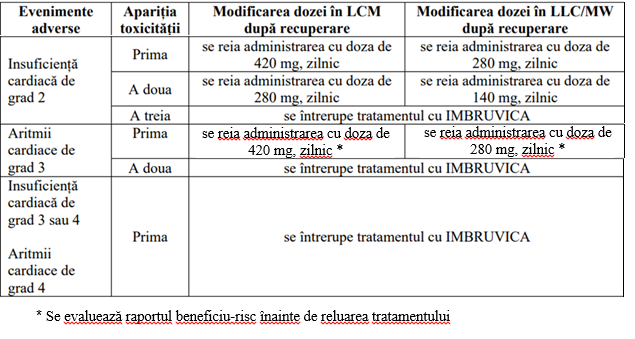 Evenimente adverse | Apariția toxicității | Modificarea dozei în LCM după recuperare | Modificarea dozei în LLC/MW după recuperare
Insuficiență cardiacă de grad 2 | Prima | se reia administrarea cu doza de 420 mg, zilnic | se reia administrarea cu doza de 280 mg, zilnic
A doua | se reia administrarea cu doza de 280 mg, zilnic | se reia administrarea cu doza de 140 mg, zilnic
A treia | se întrerupe tratamentul cu IMBRUVICA
Aritmii cardiace de grad 3 | Prima | se reia administrarea cu doza de 420 mg, zilnic * | se reia administrarea cu doza de 280 mg, zilnic *
A doua | se întrerupe tratamentul cu IMBRUVICA
Insuficiență cardiacă de grad 3 sau 4
Aritmii cardiace de grad 4 | Prima | se întrerupe tratamentul cu IMBRUVICA
* Se evaluează raportul beneficiu-risc înainte de reluarea tratamentului